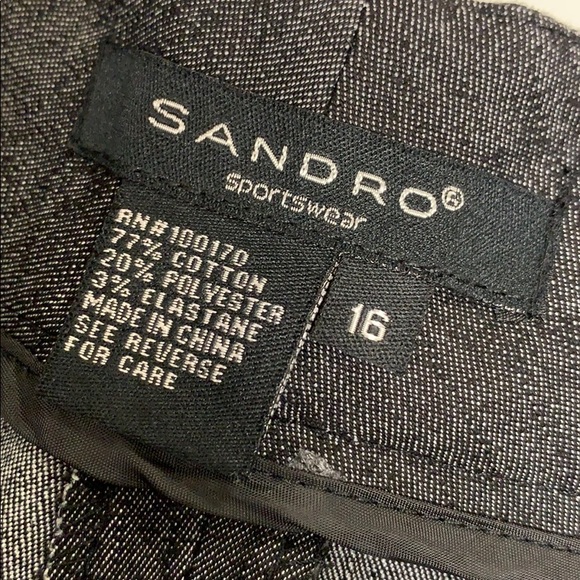 SANDRO®
Sportswear
RN#100170
77% COTTON
20% POLYESTER
3% ELASTANE
MADE IN CHINA
SEE REVERSE
FOR CARE
16